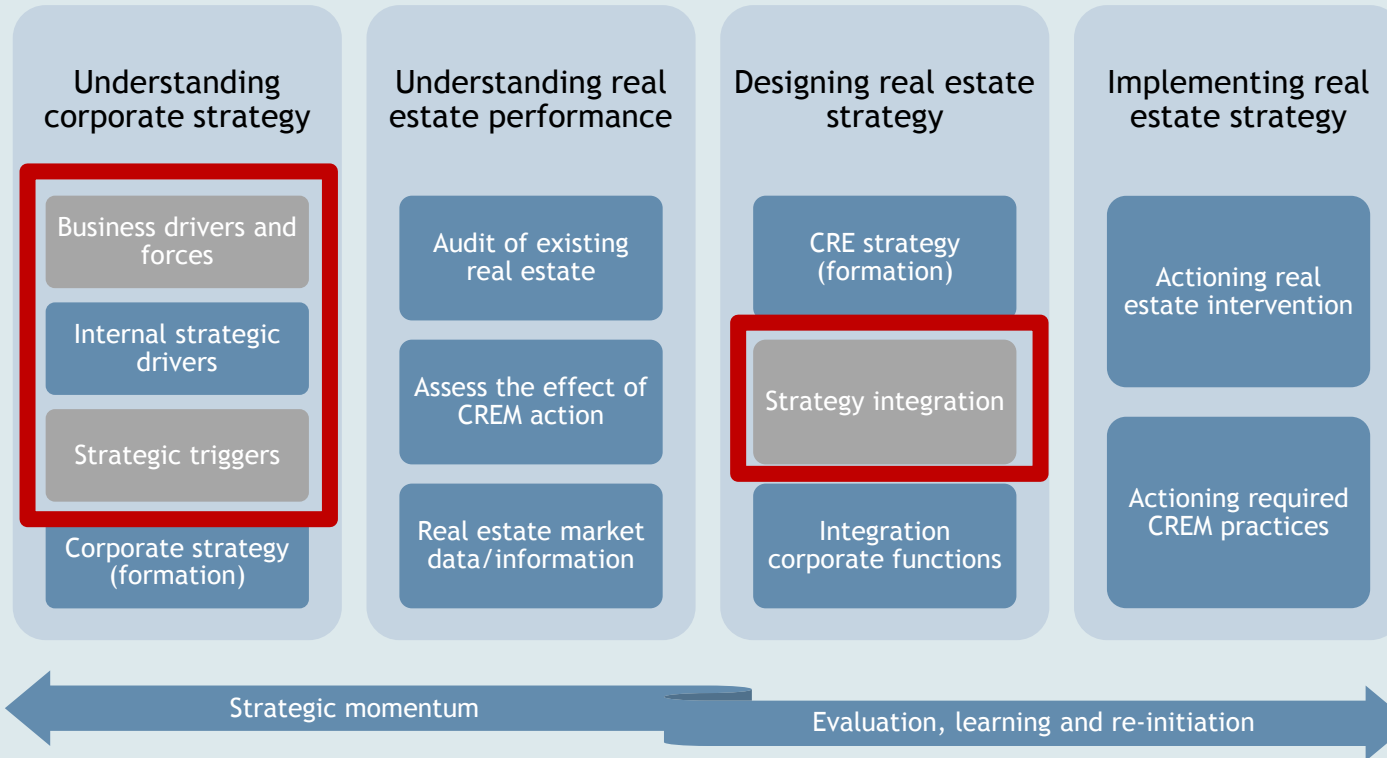 Understanding
corporate strategy
Business drivers and
forces
Internal strategic
drivers
Strategic triggers
Corporate strategy
(formation)
Understanding real
estate performance
Audit of existing
real estate
Assess the effect of
CREM action
Real estate market
data/information
Designing real estate
strategy
CRE strategy
(formation)
Strategy integration
Integration
corporate functions
Implementing real
estate strategy
Actioning real
estate intervention
Actioning required
CREM practices
Strategic momentum
Evaluation, learning and re-initiation